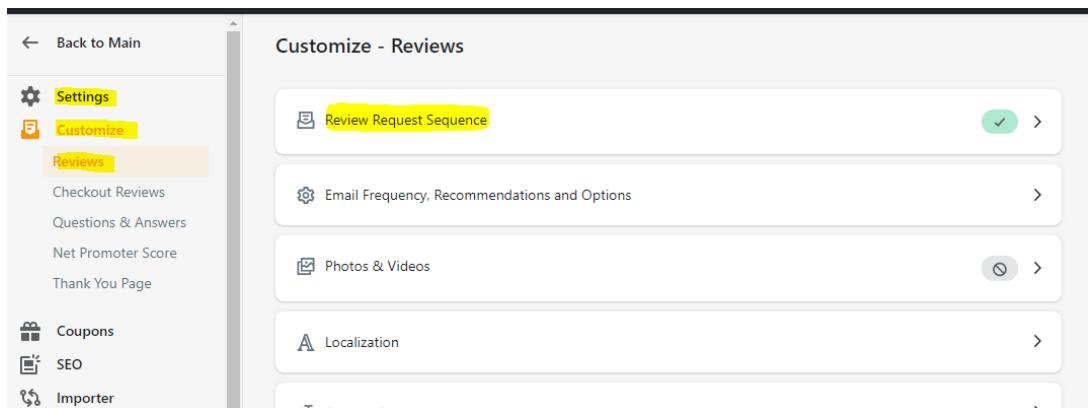 Back to Main
Settings
Customize
Reviews
Checkout Reviews
Questions & Answers
Net Promoter Score
Thank You Page
Coupons
SEO
Importer
Customize - Reviews
Review Request Sequence
Email Frequency, Recommendations and Options
Photos & Videos
Localization